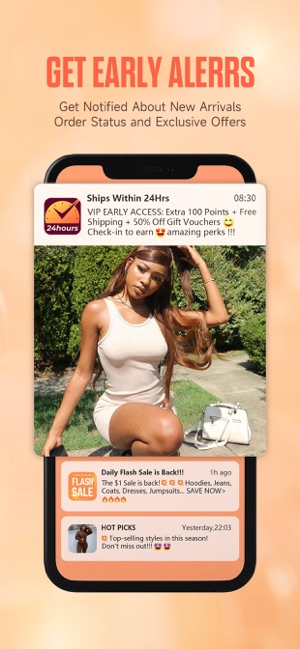 GET EARLY ALERRS
Get Notified About New Arrivals
Order Status and Exclusive Offers
24hours
Ships Within 24Hrs 08:30
VIP EARLY ACCESS: Extra 100 Points + Free
Shipping + 50% Off Gift Vouchers 😋
Check-in to earn 😍 amazing perks !!!
FLASH
SALE
Daily Flash Sale is Back!!! 1h ago
The $1 Sale is back!💥💥💥Hoodies, Jeans,
Coats, Dresses, Jumpsuits... SAVE NOW>
🔥🔥🔥🔥
HOT PICKS Yesterday,22:03
💥 Top-selling styles in this season!
Don't miss out!!! 😍😍